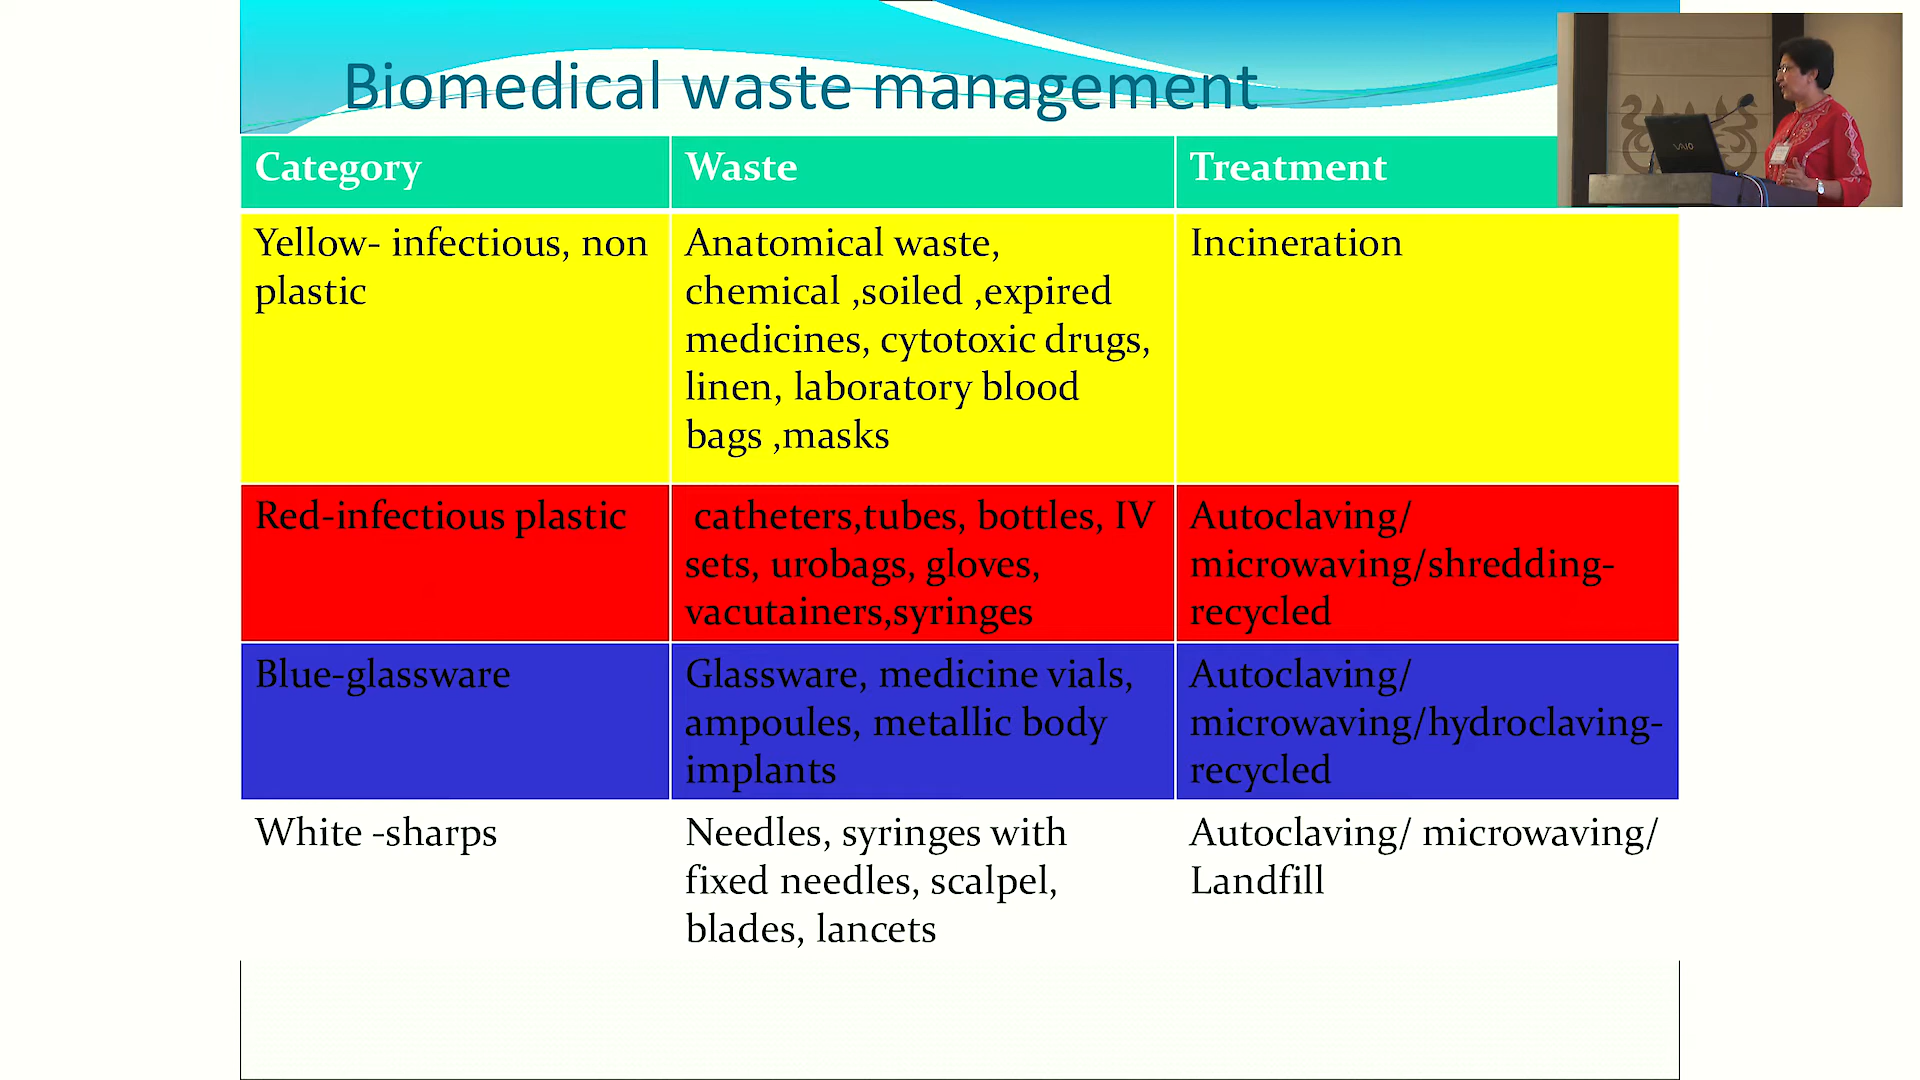 Biomedical waste management
Category
Waste
Treatment
Yellow- infectious, non
plastic
Anatomical waste,
chemical ,soiled ,expired
medicines, cytotoxic drugs,
linen, laboratory blood
bags ,masks
Incineration
Red-infectious plastic
catheters,tubes, bottles, IV
sets, urobags, gloves,
vacutainers,syringes
Autoclaving/
microwaving/shredding-
recycled
Blue-glassware
Glassware, medicine vials,
ampoules, metallic body
implants
Autoclaving/
microwaving/hydroclaving-
recycled
White -sharps
Needles, syringes with
fixed needles, scalpel,
blades, lancets
Autoclaving/ microwaving/
Landfill
VAIO